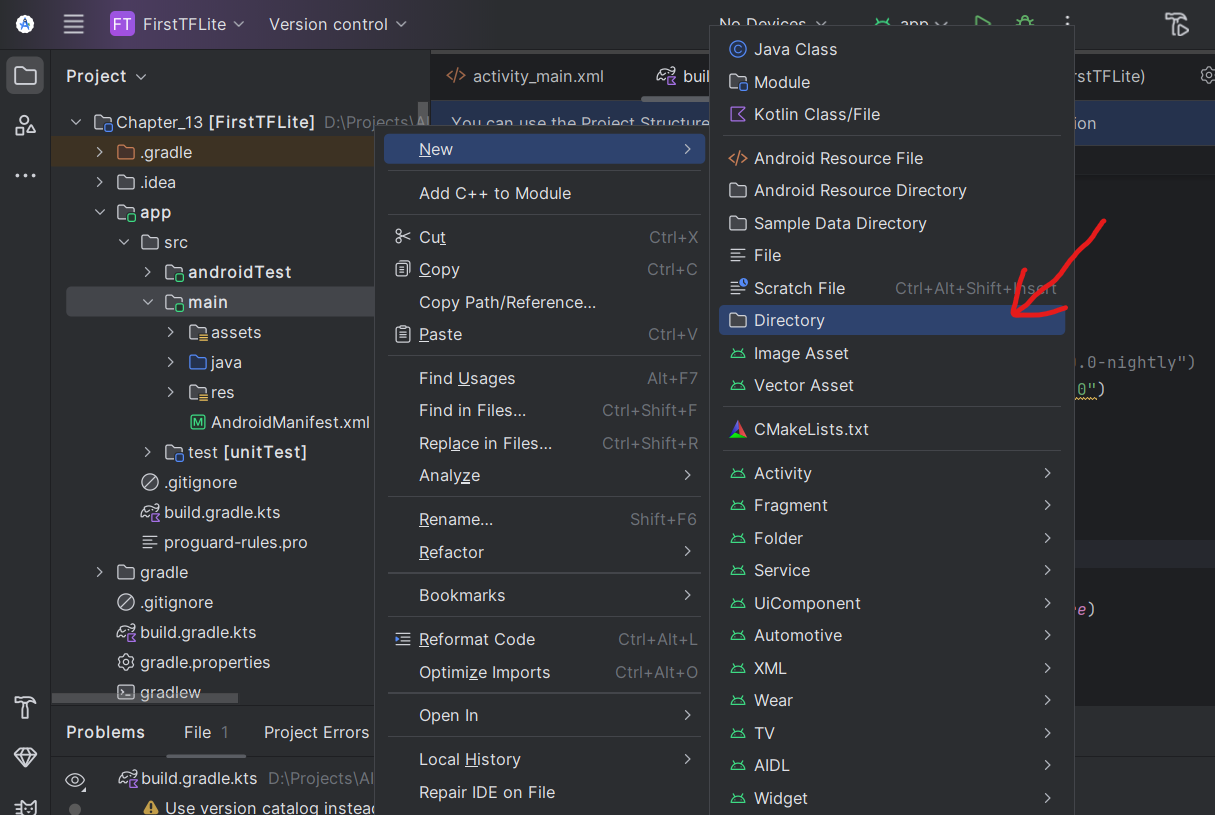 FT FirstTFLite Version control
No Devices app
Project
activity_main.xml
rstTFLite)
Chapter_13 [FirstTFLite] D:\Projects\
You can use the Project Structure
.gradle
.idea
app
src
androidTest
main
assets
java
res
AndroidManifest.xml
test [unitTest]
.gitignore
build.gradle.kts
proguard-rules.pro
gradle
.gitignore
build.gradle.kts
gradle.properties
gradlew
New
Add C++ to Module
Cut Ctrl+X
Copy Ctrl+C
Copy Path/Reference...
Paste Ctrl+V
Find Usages Alt+F7
Find in Files... Ctrl+Shift+F
Replace in Files... Ctrl+Shift+R
Analyze
Rename... Shift+F6
Refactor
Bookmarks
Reformat Code Ctrl+Alt+L
Optimize Imports Ctrl+Alt+O
Open In
Local History
Repair IDE on File
Java Class
Module
Kotlin Class/File
Android Resource File
Android Resource Directory
Sample Data Directory
File
Scratch File Ctrl+Alt+Shift+Insert
Directory
Image Asset
Vector Asset
CMakeLists.txt
Activity
Fragment
Folder
Service
UiComponent
Automotive
XML
Wear
TV
AIDL
Widget
.0-nightly")
0")
Problems File 1 Project Errors
build.gradle.kts D:\Projects\
Use version catalog instead